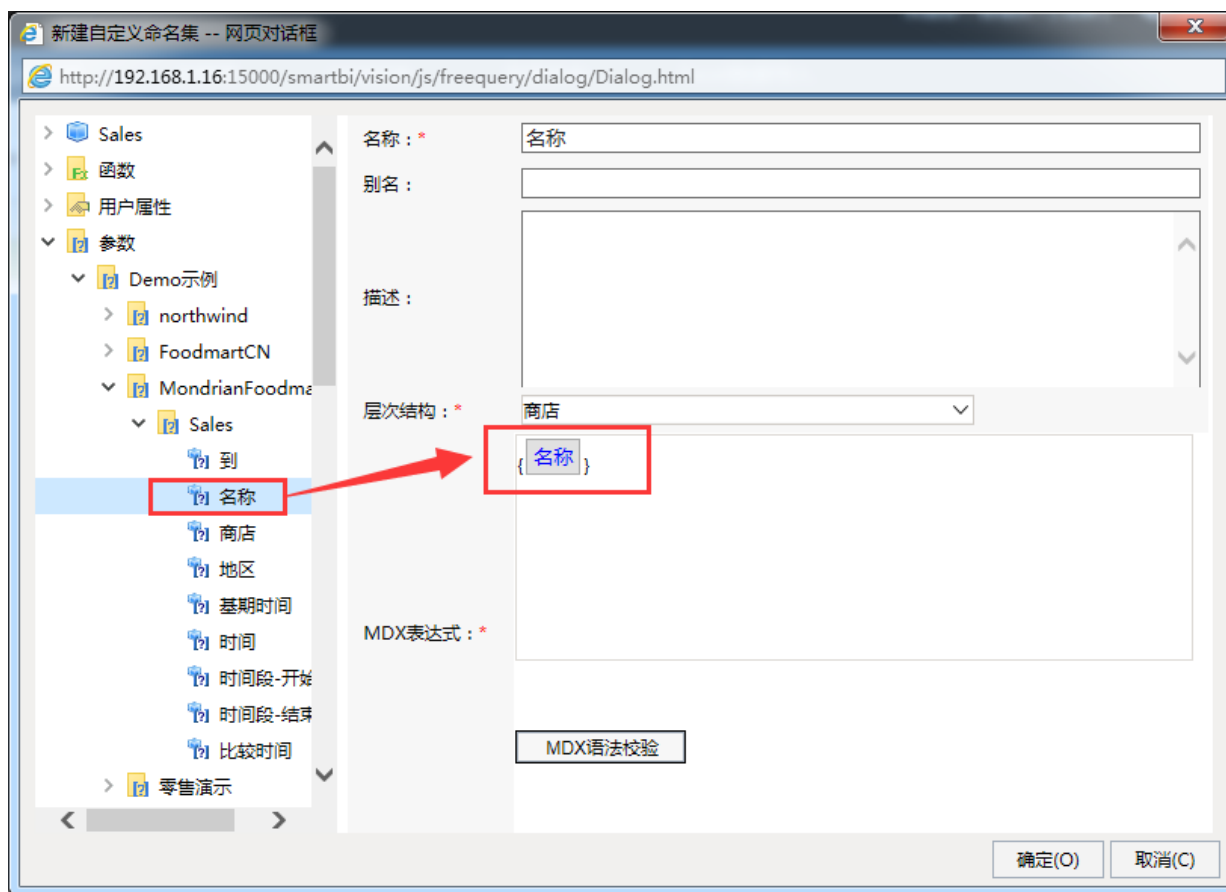 新建自定义命名集 -- 网页对话框
X
http://192.168.1.16:15000/smartbi/vision/js/freequery/dialog/Dialog.html
Sales
函数
用户属性
参数
Demo示例
northwind
FoodmartCN
MondrianFoodma
Sales
到
名称
商店
地区
基期时间
时间
时间段-开始
时间段-结束
比较时间
零售演示
名称：* 名称
别名：
描述：
层次结构：* 商店
{ 名称 }
MDX表达式：*
MDX语法校验
确定(O) 取消(C)